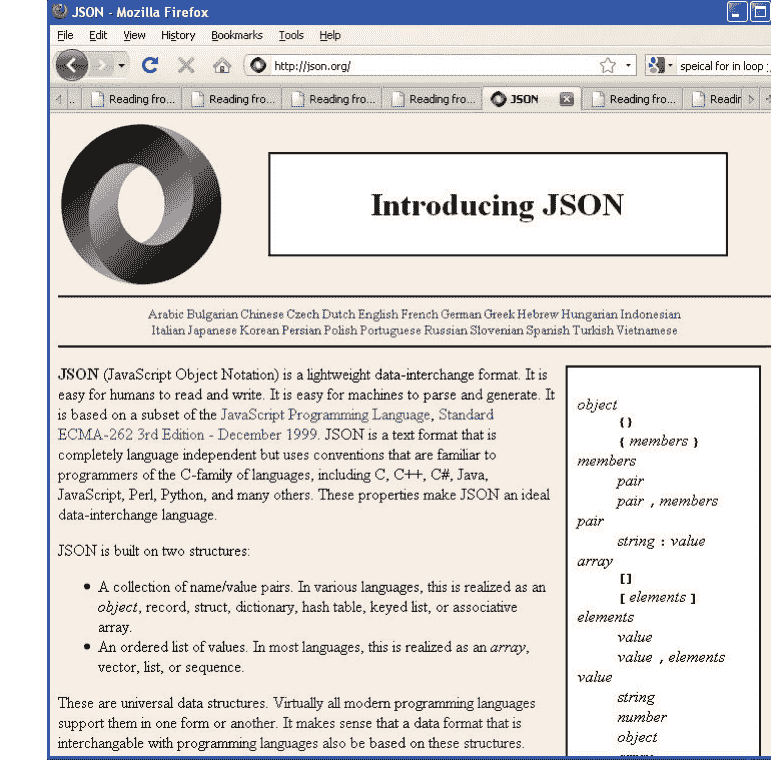 JSON - Mozilla Firefox
File Edit View History Bookmarks Tools Help
http://json.org/
speical for in loop
Reading fro... Reading fro... Reading fro... Reading fro... JSON Reading fro... Readin
Introducing JSON
Arabic Bulgarian Chinese Czech Dutch English French German Greek Hebrew Hungarian Indonesian
Italian Japanese Korean Persian Polish Portuguese Russian Slovenian Spanish Turkish Vietnamese
JSON (JavaScript Object Notation) is a lightweight data-interchange format. It is
easy for humans to read and write. It is easy for machines to parse and generate. It
is based on a subset of the JavaScript Programming Language, Standard
ECMA-262 3rd Edition - December 1999. JSON is a text format that is
completely language independent but uses conventions that are familiar to
programmers of the C-family of languages, including C, C++, C#, Java,
JavaScript, Perl, Python, and many others. These properties make JSON an ideal
data-interchange language.
JSON is built on two structures:
• A collection of name/value pairs. In various languages, this is realized as an
object, record, struct, dictionary, hash table, keyed list, or associative
array.
• An ordered list of values. In most languages, this is realized as an array,
vector, list, or sequence.
These are universal data structures. Virtually all modern programming languages
support them in one form or another. It makes sense that a data format that is
interchangable with programming languages also be based on these structures.
object
{}
{ members }
members
pair
pair , members
pair
string : value
array
[]
[ elements ]
elements
value
value , elements
value
string
number
object